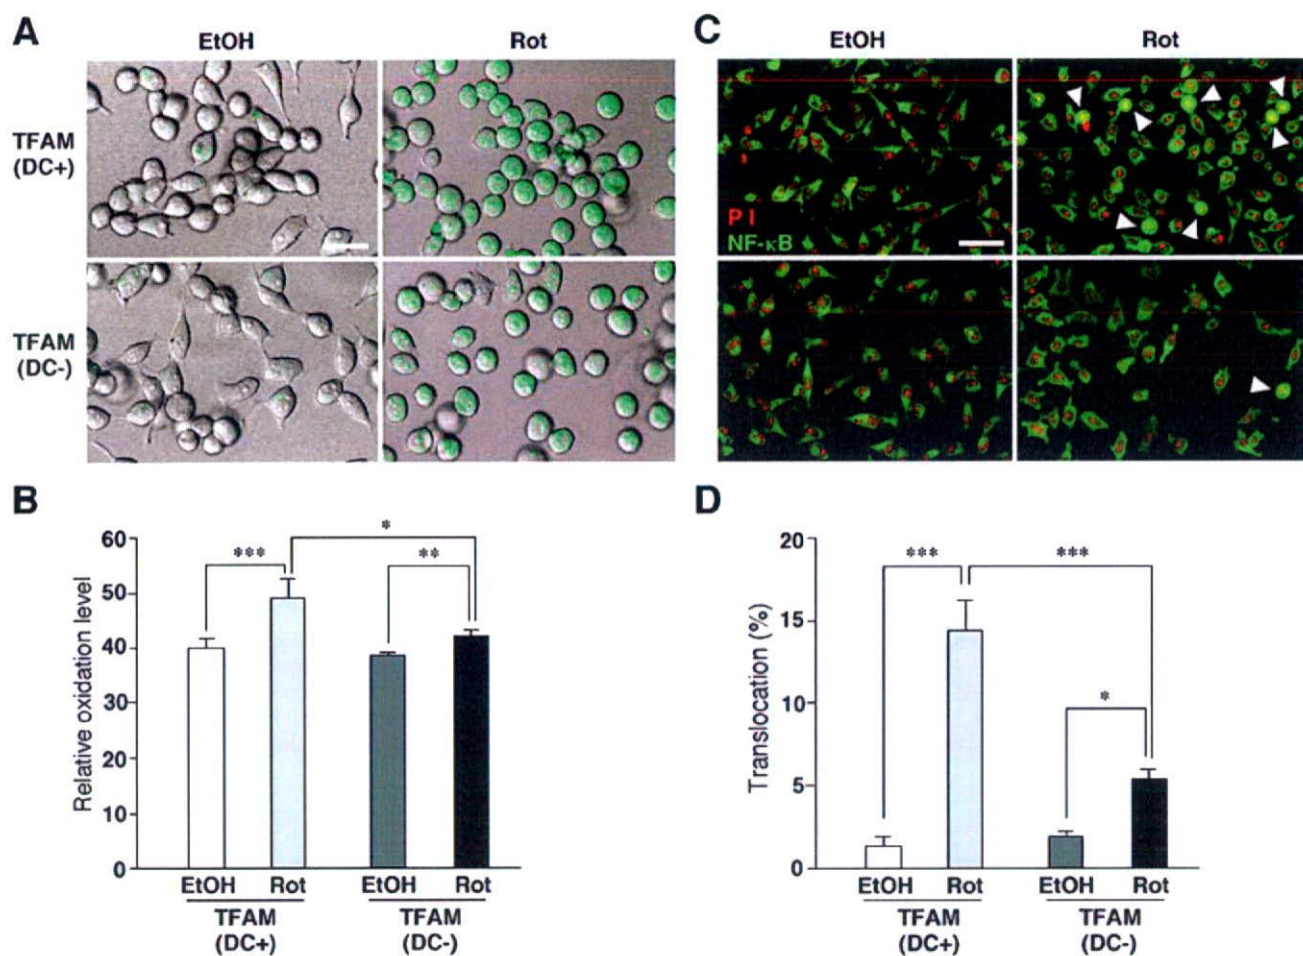 A
EtOH
Rot
TFAM
(DC+)
TFAM
(DC-)
C
EtOH
Rot
PI
NF-κB
B
Relative oxidation level
60
50
40
30
20
10
0
***
*
**
EtOH
Rot
EtOH
Rot
TFAM
(DC+)
TFAM
(DC-)
D
Translocation (%)
20
15
10
5
0
***
***
*
EtOH
Rot
EtOH
Rot
TFAM
(DC+)
TFAM
(DC-)